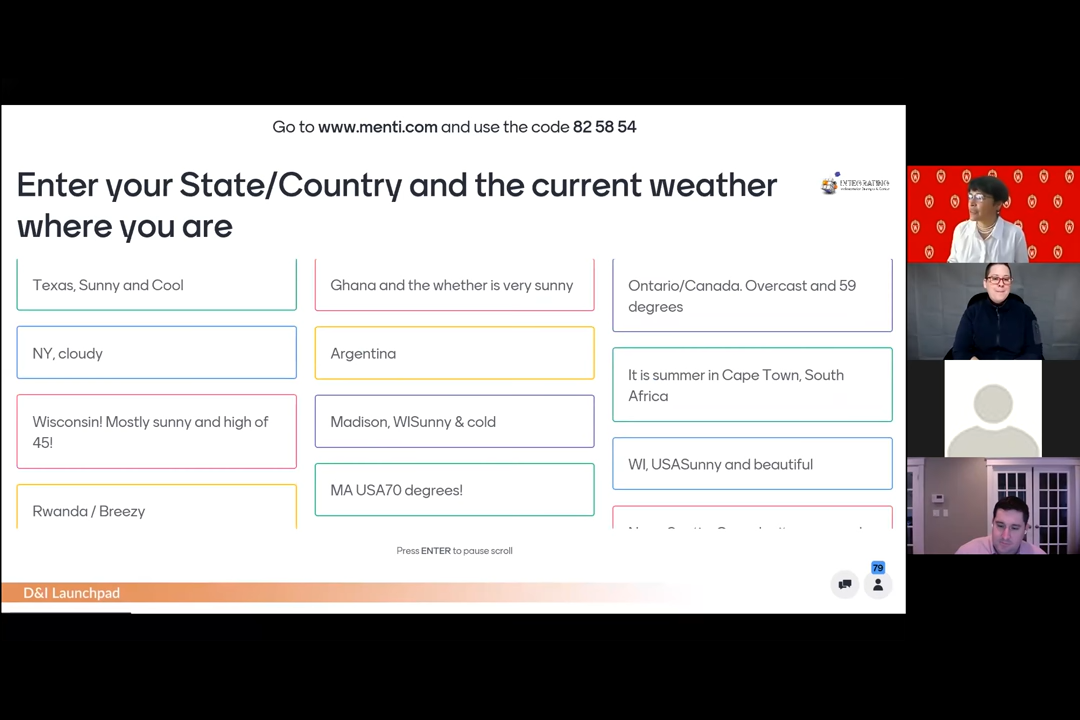 Go to www.menti.com and use the code 82 58 54
Enter your State/Country and the current weather
where you are
INTEGRATING
Texas, Sunny and Cool
NY, cloudy
Wisconsin! Mostly sunny and high of
45!
Rwanda / Breezy
Ghana and the whether is very sunny
Argentina
Madison, WISunny & cold
MA USA70 degrees!
Ontario/Canada. Overcast and 59
degrees
It is summer in Cape Town, South
Africa
WI, USASunny and beautiful
Press ENTER to pause scroll
79
D&I Launchpad